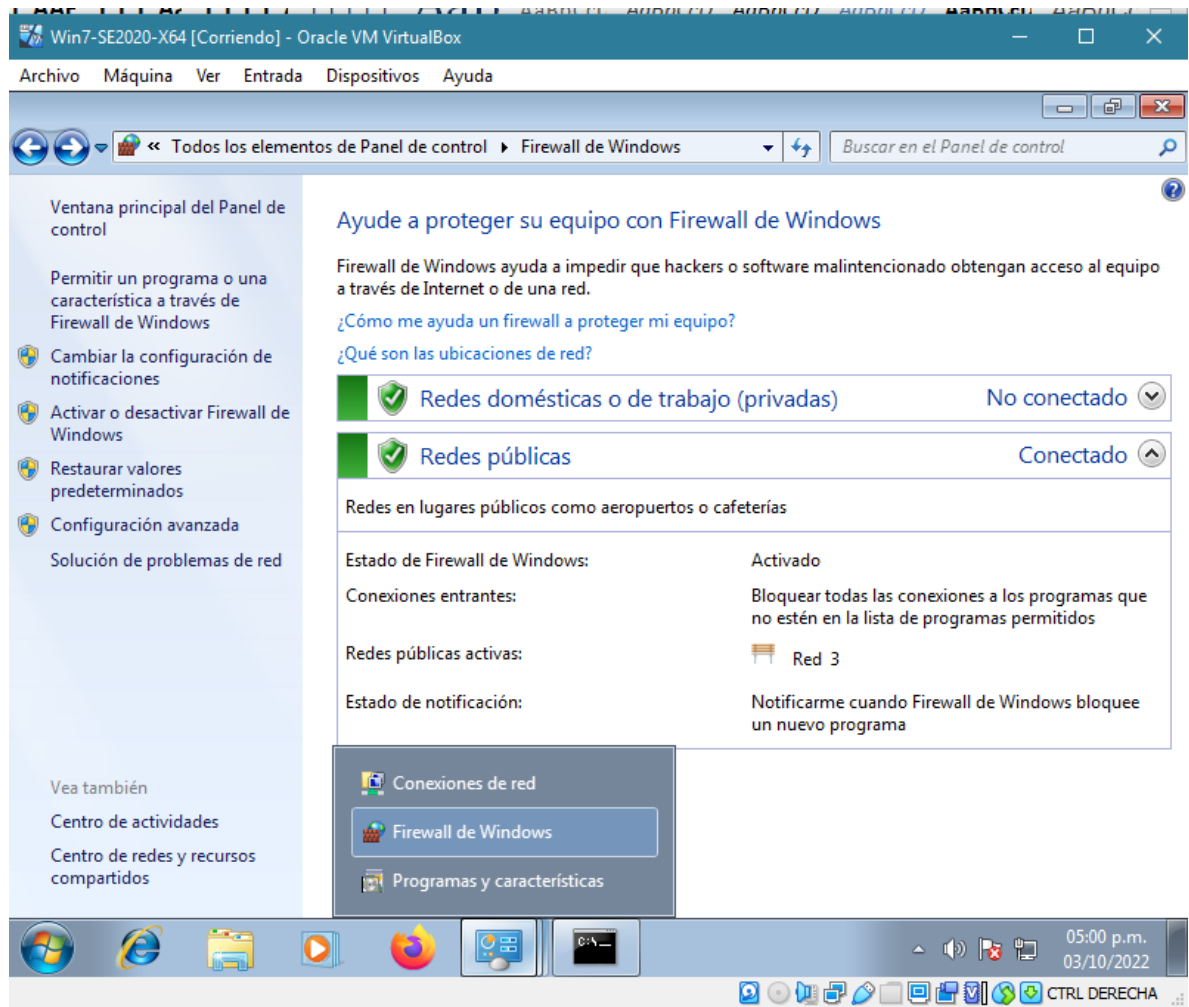 Win7-SE2020-X64 [Corriendo] - Oracle VM VirtualBox
Archivo Máquina Ver Entrada Dispositivos Ayuda
« Todos los elementos de Panel de control Firewall de Windows
Buscar en el Panel de control
Ventana principal del Panel de
control
Permitir un programa o una
característica a través de
Firewall de Windows
Cambiar la configuración de
notificaciones
Activar o desactivar Firewall de
Windows
Restaurar valores
predeterminados
Configuración avanzada
Solución de problemas de red
Vea también
Centro de actividades
Centro de redes y recursos
compartidos
Ayude a proteger su equipo con Firewall de Windows
Firewall de Windows ayuda a impedir que hackers o software malintencionado obtengan acceso al equipo
a través de Internet o de una red.
¿Cómo me ayuda un firewall a proteger mi equipo?
¿Qué son las ubicaciones de red?
Redes domésticas o de trabajo (privadas) No conectado
Redes públicas Conectado
Redes en lugares públicos como aeropuertos o cafeterías
Estado de Firewall de Windows: Activado
Conexiones entrantes: Bloquear todas las conexiones a los programas que
no estén en la lista de programas permitidos
Redes públicas activas: Red 3
Estado de notificación: Notificarme cuando Firewall de Windows bloquee
un nuevo programa
Conexiones de red
Firewall de Windows
Programas y características
C:\
05:00 p.m.
03/10/2022
CTRL DERECHA